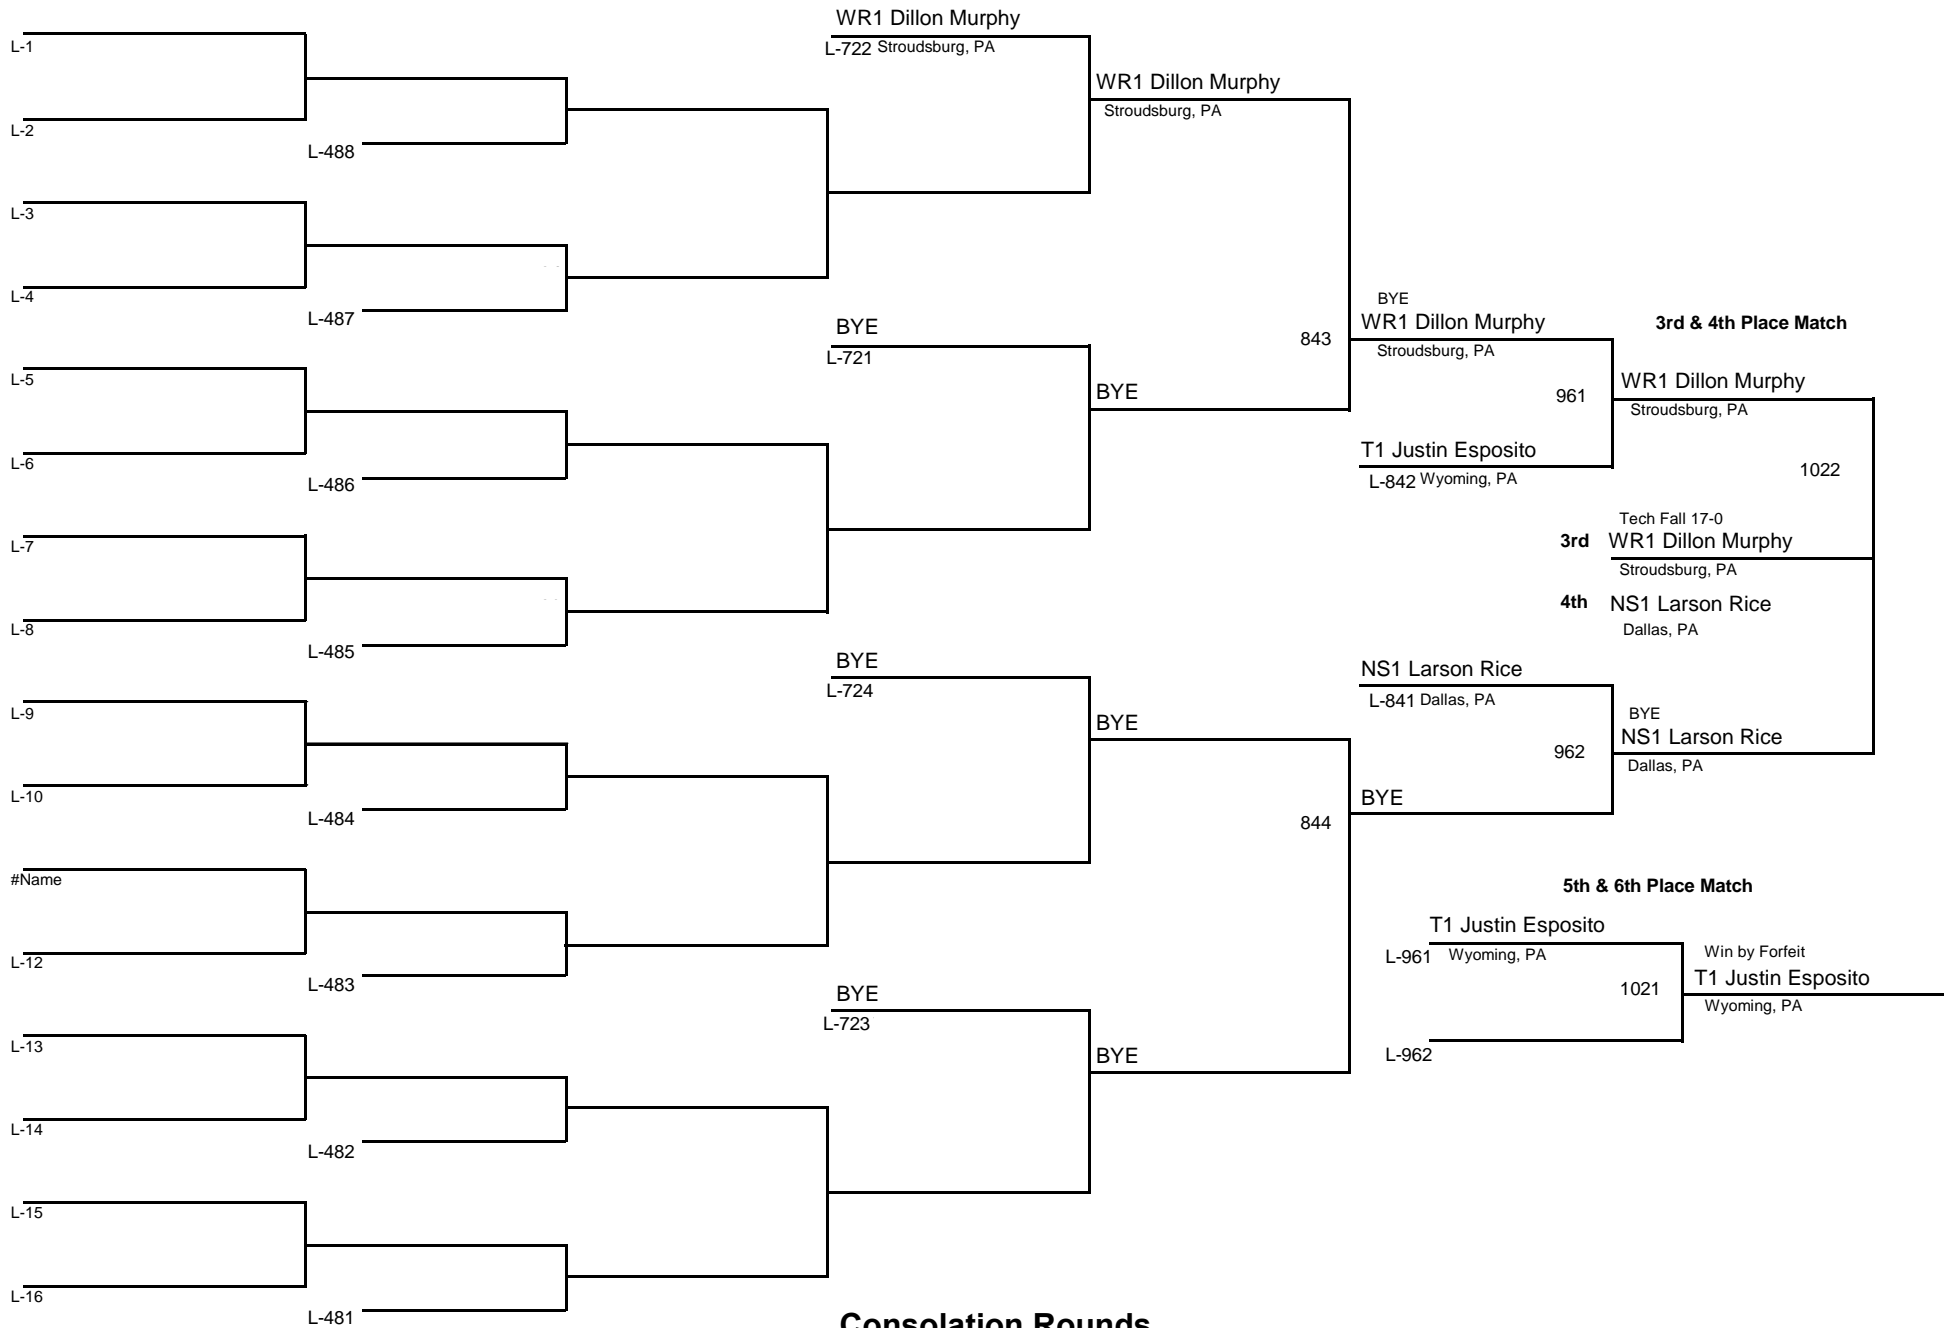 L-1
L-2
L-488
L-3
L-4
L-487
L-5
L-6
L-486
L-7
L-8
L-485
L-9
L-10
L-484
#Name
L-12
L-483
L-13
L-14
L-482
L-15
L-16
L-481
WR1 Dillon Murphy
L-722 Stroudsburg, PA
BYE
L-721
BYE
L-724
BYE
L-723
WR1 Dillon Murphy
Stroudsburg, PA
BYE
BYE
BYE
843
844
BYE
WR1 Dillon Murphy
Stroudsburg, PA
961
T1 Justin Esposito
L-842 Wyoming, PA
3rd & 4th Place Match
WR1 Dillon Murphy
Stroudsburg, PA
1022
Tech Fall 17-0
3rd WR1 Dillon Murphy
Stroudsburg, PA
4th NS1 Larson Rice
Dallas, PA
NS1 Larson Rice
L-841 Dallas, PA
962
BYE
NS1 Larson Rice
Dallas, PA
BYE
5th & 6th Place Match
T1 Justin Esposito
L-961 Wyoming, PA
1021
L-962
Win by Forfeit
T1 Justin Esposito
Wyoming, PA
Consolation Rounds